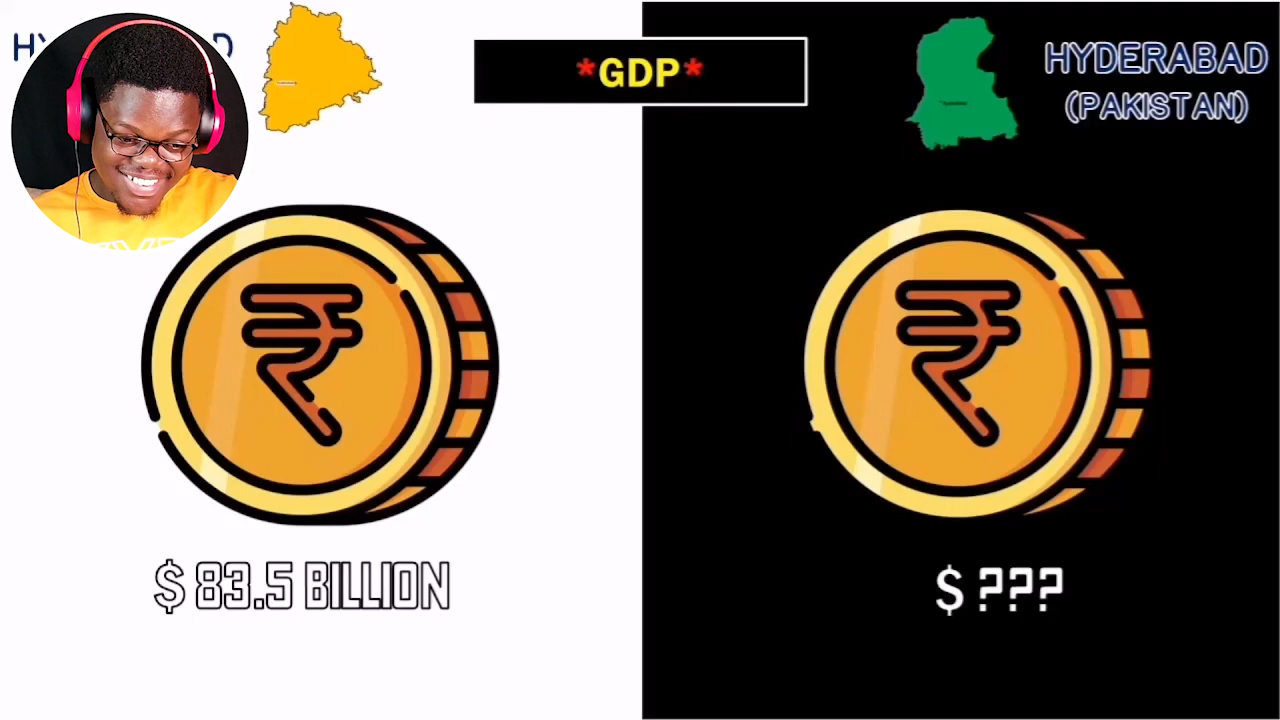 *GDP*
HYDERABAD
(PAKISTAN)
$ 83.5 BILLION
$ ???